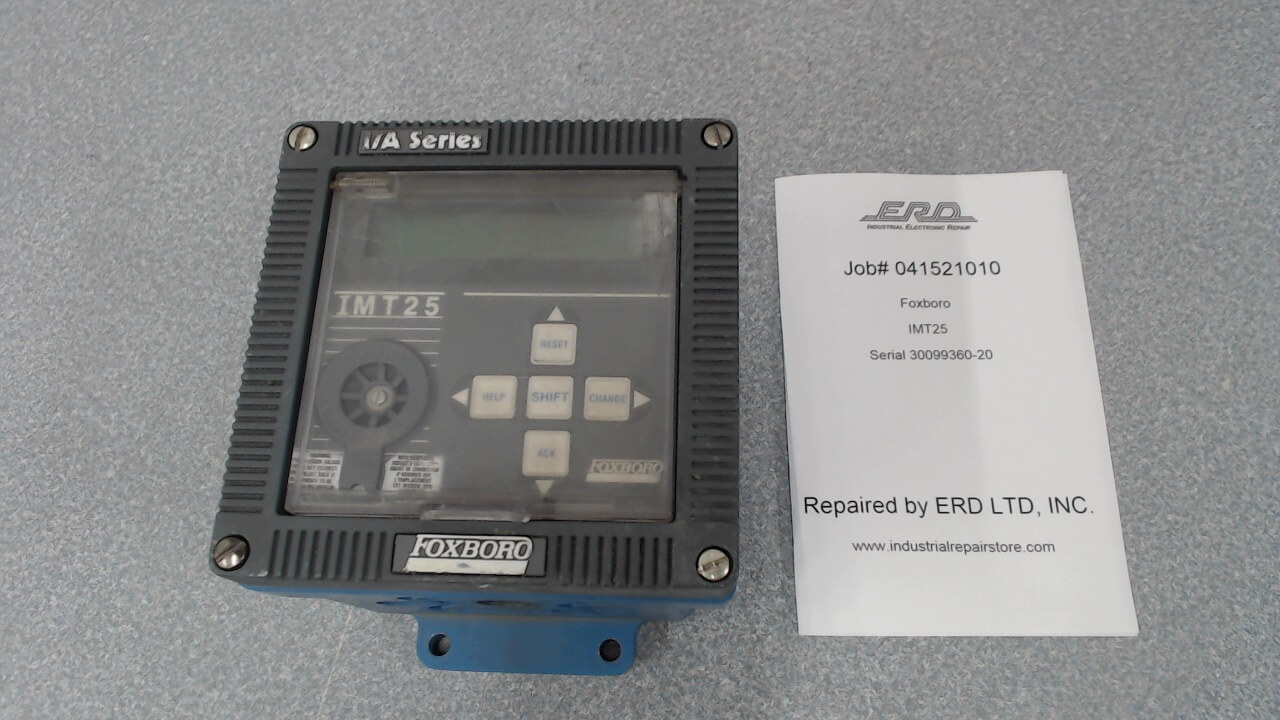 I/A Series
IMT25
RESET
HELP
SHIFT
CHANGE
ACK
FOXBORO
FOXBORO
ERD
INDUSTRIAL ELECTRONIC REPAIR
Job# 041521010
Foxboro
IMT25
Serial 30099360-20
Repaired by ERD LTD, INC.
www.industrialrepairstore.com